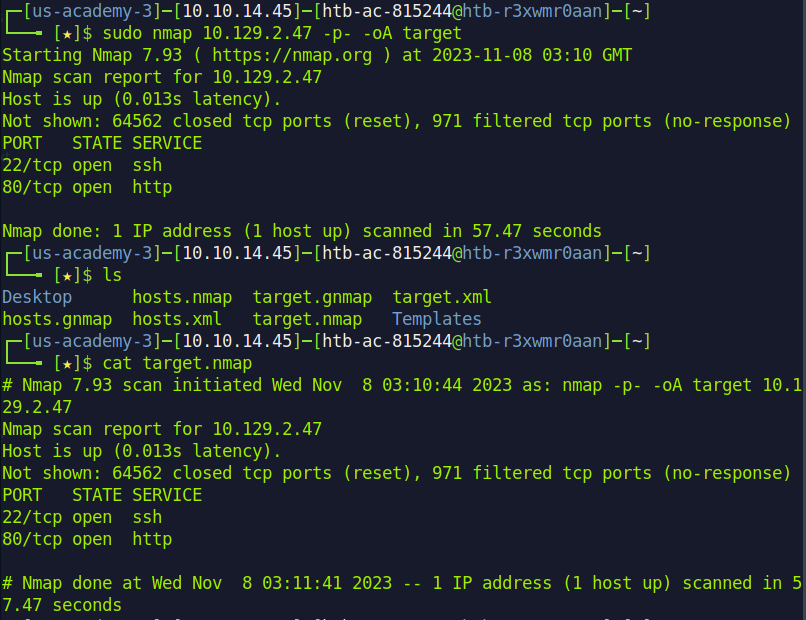 ┌─[us-academy-3]─[10.10.14.45]─[htb-ac-815244@htb-r3xwmr0aan]─[~]
└──╼ [★]$ sudo nmap 10.129.2.47 -p- -oA target
Starting Nmap 7.93 ( https://nmap.org ) at 2023-11-08 03:10 GMT
Nmap scan report for 10.129.2.47
Host is up (0.013s latency).
Not shown: 64562 closed tcp ports (reset), 971 filtered tcp ports (no-response)
PORT   STATE SERVICE
22/tcp open  ssh
80/tcp open  http
Nmap done: 1 IP address (1 host up) scanned in 57.47 seconds
┌─[us-academy-3]─[10.10.14.45]─[htb-ac-815244@htb-r3xwmr0aan]─[~]
└──╼ [★]$ ls
Desktop      hosts.nmap  target.gnmap  target.xml
hosts.gnmap  hosts.xml   target.nmap   Templates
┌─[us-academy-3]─[10.10.14.45]─[htb-ac-815244@htb-r3xwmr0aan]─[~]
└──╼ [★]$ cat target.nmap
# Nmap 7.93 scan initiated Wed Nov  8 03:10:44 2023 as: nmap -p- -oA target 10.1
29.2.47
Nmap scan report for 10.129.2.47
Host is up (0.013s latency).
Not shown: 64562 closed tcp ports (reset), 971 filtered tcp ports (no-response)
PORT   STATE SERVICE
22/tcp open  ssh
80/tcp open  http
# Nmap done at Wed Nov  8 03:11:41 2023 -- 1 IP address (1 host up) scanned in 5
7.47 seconds